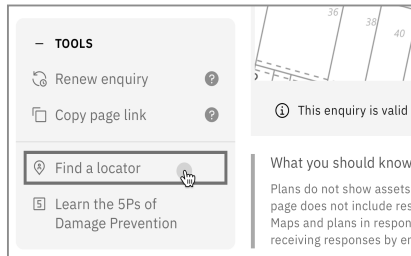 36
38
40
— TOOLS
Renew enquiry ?
Copy page link ?
Find a locator
5 Learn the 5Ps of
Damage Prevention
i This enquiry is valid
What you should know
Plans do not show assets
page does not include res
Maps and plans in respon
receiving responses by er